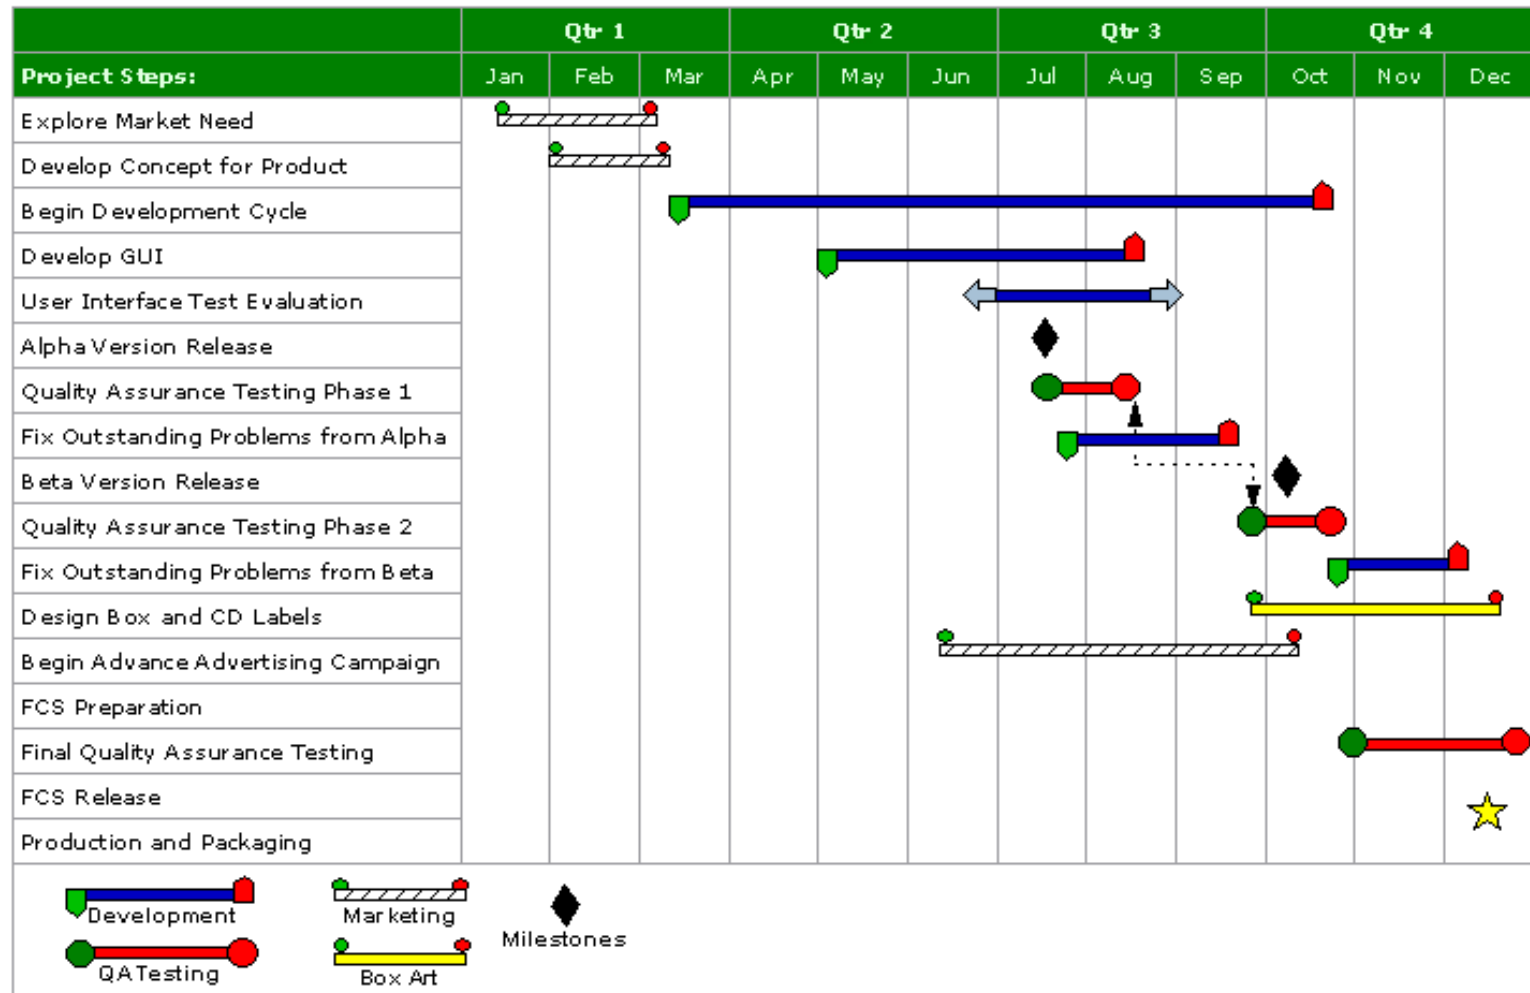 Qtr 1 Qtr 2 Qtr 3 Qtr 4
Project Steps: Jan Feb Mar Apr May Jun Jul Aug Sep Oct Nov Dec
Explore Market Need
Develop Concept for Product
Begin Development Cycle
Develop GUI
User Interface Test Evaluation
Alpha Version Release
Quality Assurance Testing Phase 1
Fix Outstanding Problems from Alpha
Beta Version Release
Quality Assurance Testing Phase 2
Fix Outstanding Problems from Beta
Design Box and CD Labels
Begin Advance Advertising Campaign
FCS Preparation
Final Quality Assurance Testing
FCS Release
Production and Packaging
Development Marketing
Milestones
QA Testing Box Art